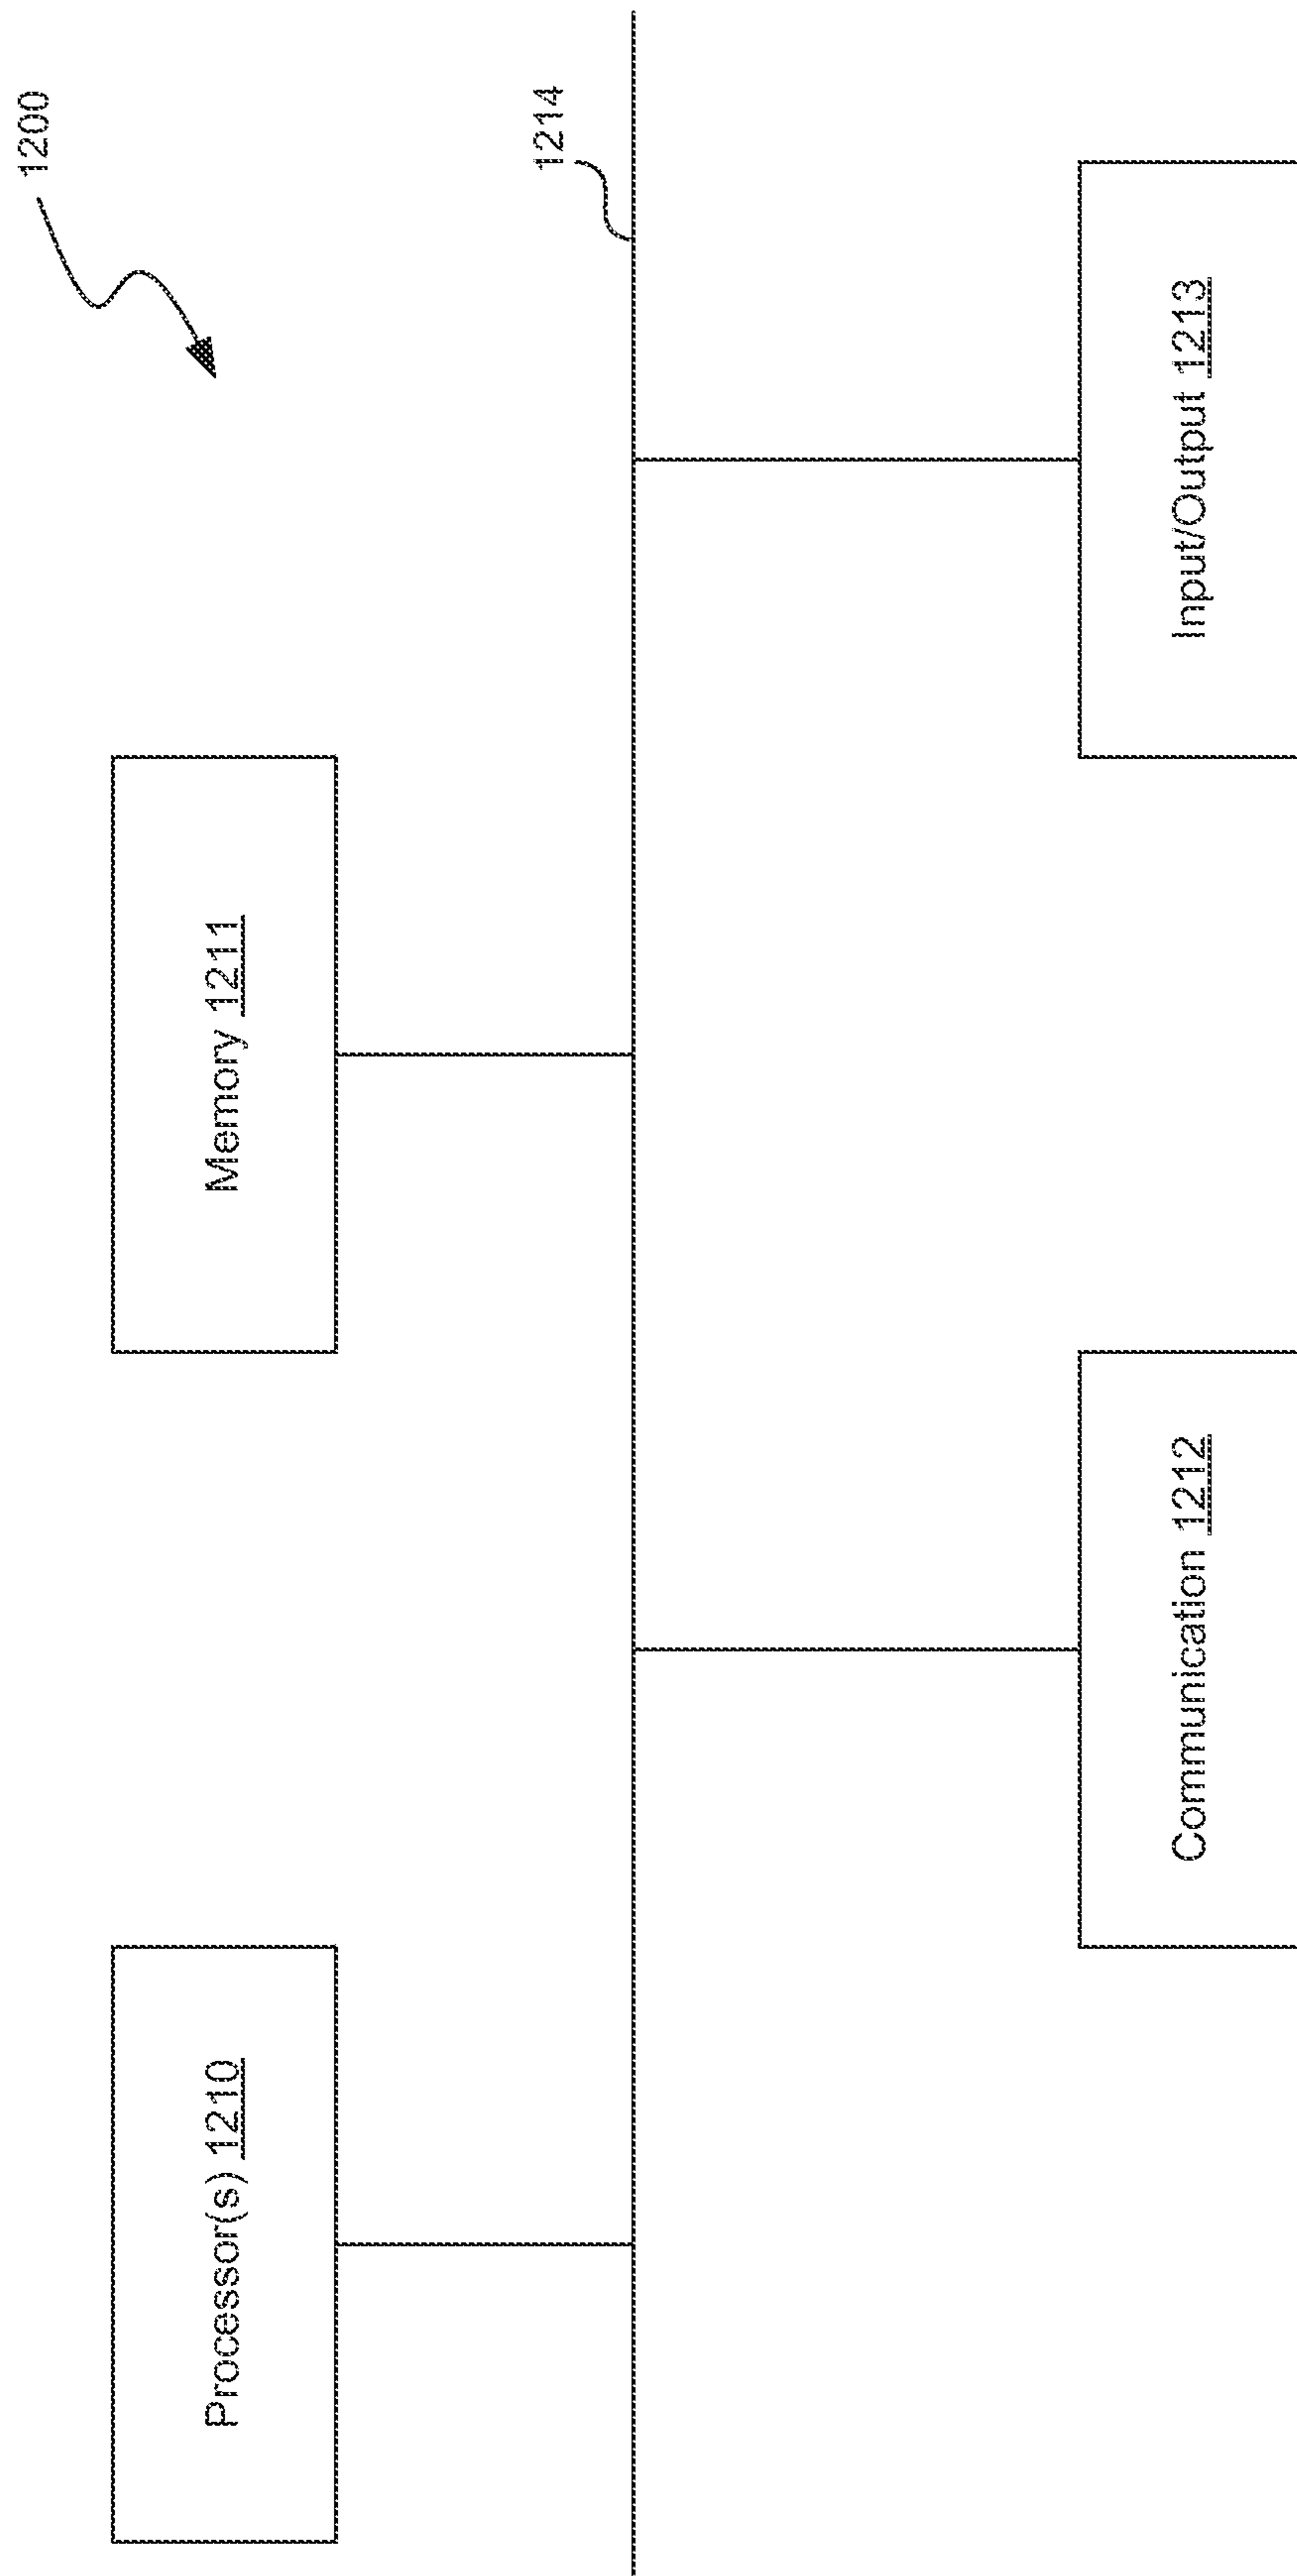 1200
Processor(s) 1210
Memory 1211
1214
Communication 1212
Input/Output 1213